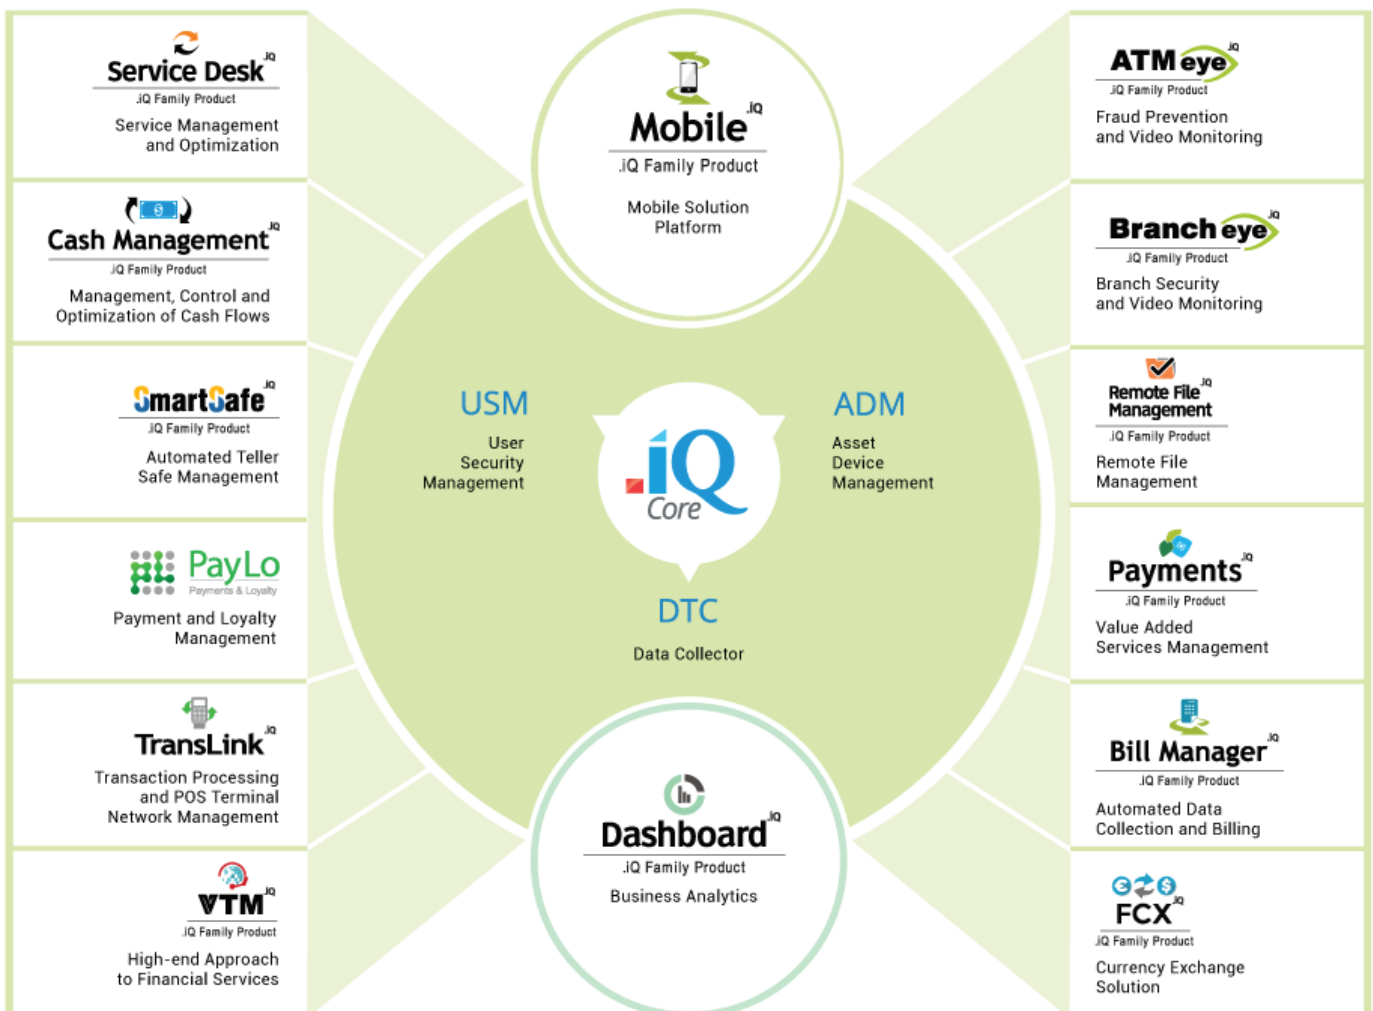 Service Desk .iQ
.iQ Family Product
Service Management
and Optimization
Cash Management .iQ
.iQ Family Product
Management, Control and
Optimization of Cash Flows
SmartSafe .iQ
.iQ Family Product
Automated Teller
Safe Management
PayLo
Payments & Loyalty
Payment and Loyalty
Management
TransLink .iQ
Transaction Processing
and POS Terminal
Network Management
VTM .iQ
.iQ Family Product
High-end Approach
to Financial Services
Mobile .iQ
.iQ Family Product
Mobile Solution
Platform
USM
User
Security
Management
.iQ
Core
ADM
Asset
Device
Management
DTC
Data Collector
Dashboard .iQ
.iQ Family Product
Business Analytics
ATM eye .iQ
.iQ Family Product
Fraud Prevention
and Video Monitoring
Branch eye .iQ
.iQ Family Product
Branch Security
and Video Monitoring
Remote File .iQ
Management
.iQ Family Product
Remote File
Management
Payments .iQ
.iQ Family Product
Value Added
Services Management
Bill Manager .iQ
.iQ Family Product
Automated Data
Collection and Billing
FCX .iQ
.iQ Family Product
Currency Exchange
Solution